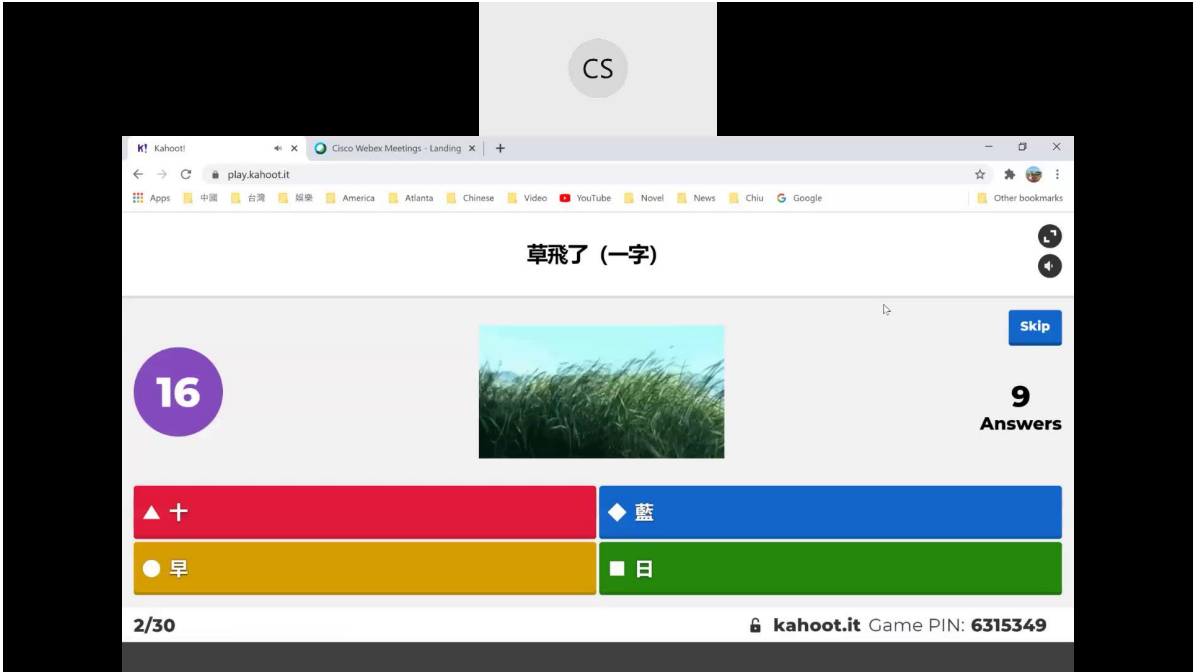 CS
K! Kahoot!
Cisco Webex Meetings - Landing
play.kahoot.it
Apps 中國 台灣 娛樂 America Atlanta Chinese Video YouTube Novel News Chiu Google Other bookmarks
草飛了 (一字)
Skip
16
9
Answers
十
藍
早
日
2/30 kahoot.it Game PIN: 6315349